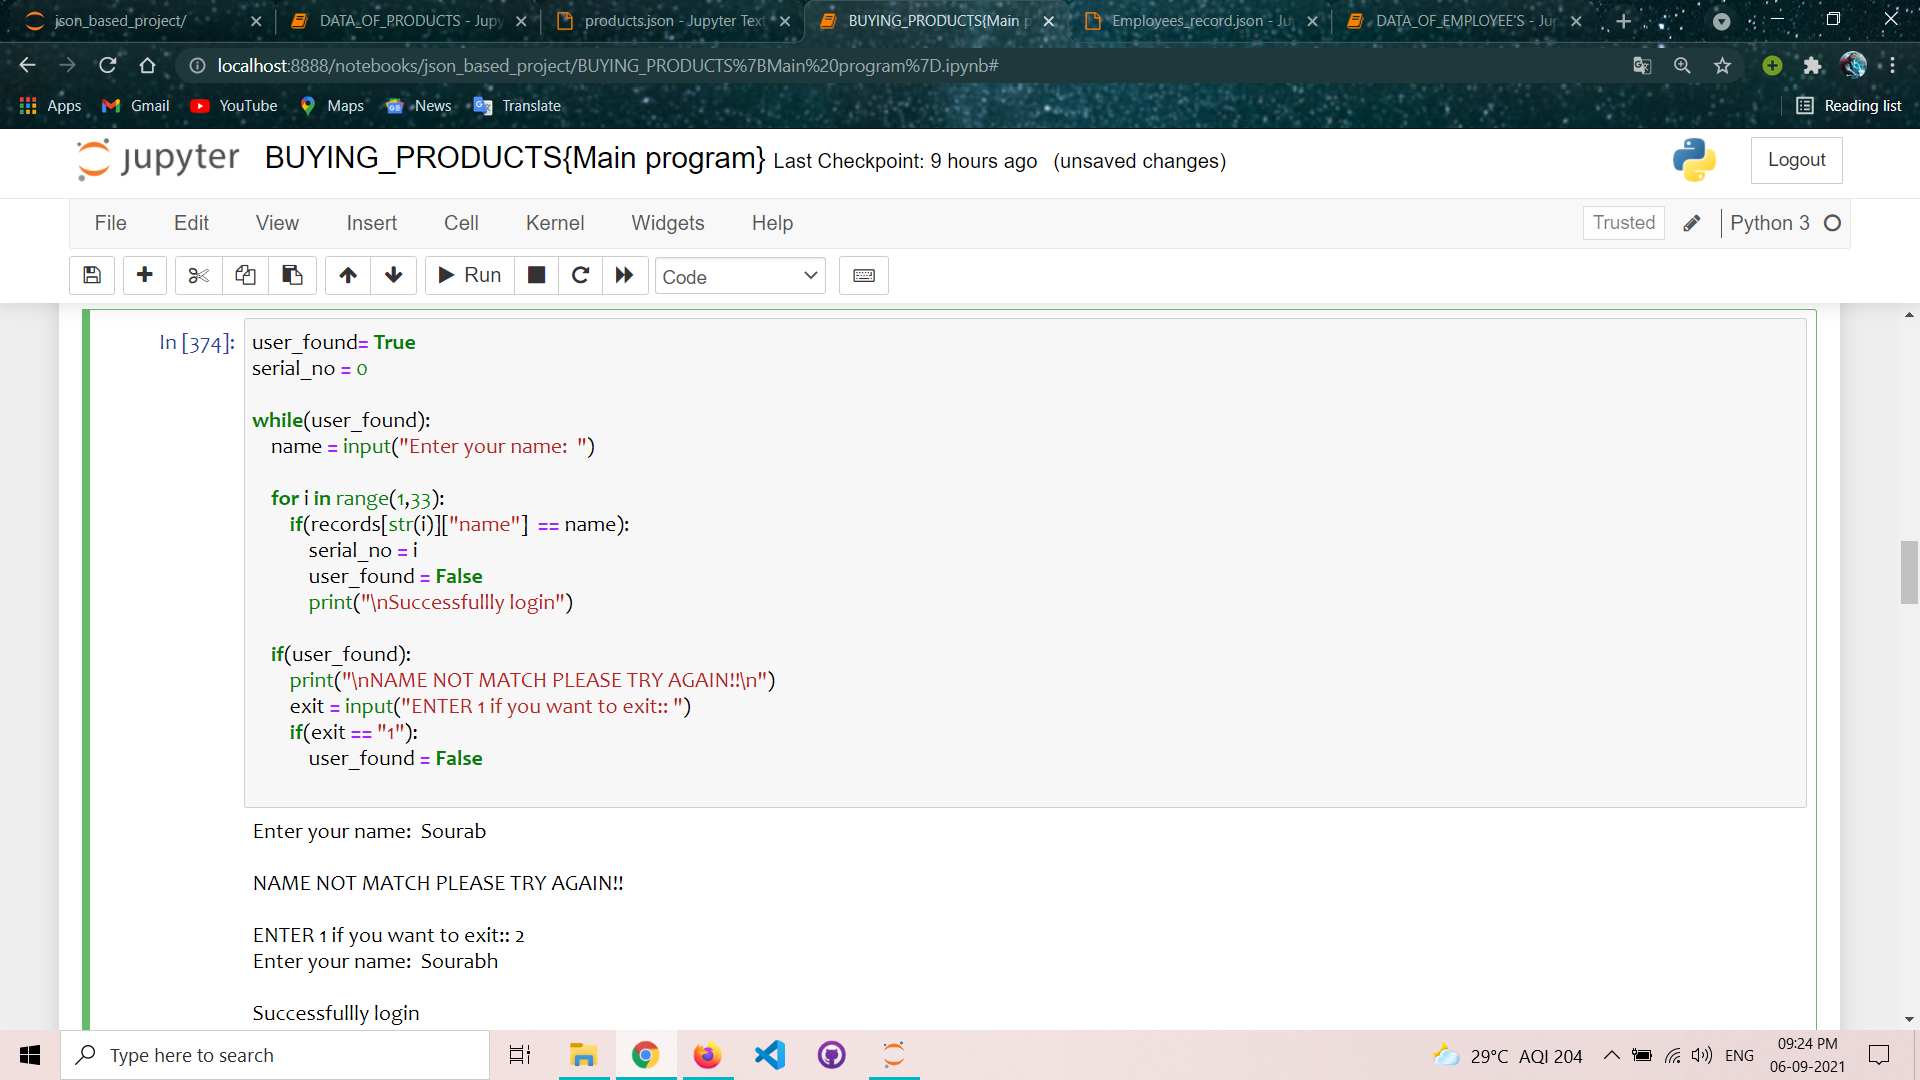 json_based_project/
DATA_OF_PRODUCTS - Jupy
products.json - Jupyter Text
BUYING_PRODUCTS{Main p
Employees_record.json - Ju
DATA_OF_EMPLOYEE'S - Jup
localhost:8888/notebooks/json_based_project/BUYING_PRODUCTS%7BMain%20program%7D.ipynb#
Apps Gmail YouTube Maps News Translate Reading list
jupyter BUYING_PRODUCTS{Main program} Last Checkpoint: 9 hours ago (unsaved changes) Logout
File Edit View Insert Cell Kernel Widgets Help Trusted Python 3
Run Code
In [374]:
user_found= True
serial_no = 0
while(user_found):
name = input("Enter your name:  ")
for i in range(1,33):
if(records[str(i)]["name"] == name):
serial_no = i
user_found = False
print("\nSuccessfullly login")
if(user_found):
print("\nNAME NOT MATCH PLEASE TRY AGAIN!!\n")
exit = input("ENTER 1 if you want to exit:: ")
if(exit == "1"):
user_found = False
Enter your name:  Sourab
NAME NOT MATCH PLEASE TRY AGAIN!!
ENTER 1 if you want to exit:: 2
Enter your name:  Sourabh
Successfullly login
Type here to search
29°C AQI 204 ENG
09:24 PM
06-09-2021